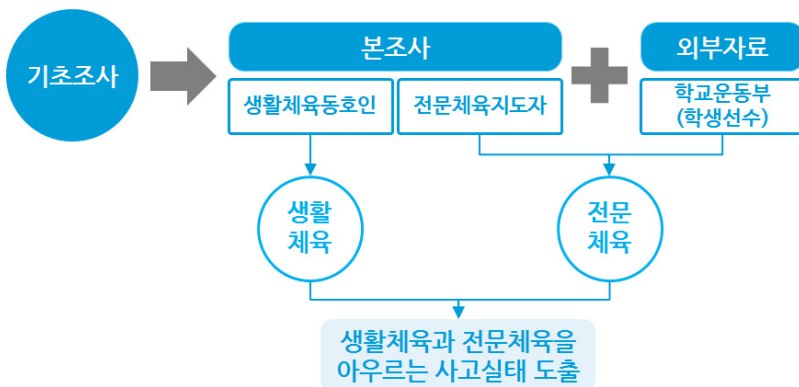 기초조사
본조사
외부자료
생활체육동호인
전문체육지도자
학교운동부
(학생선수)
생활
체육
전문
체육
생활체육과 전문체육을
아우르는 사고실태 도출